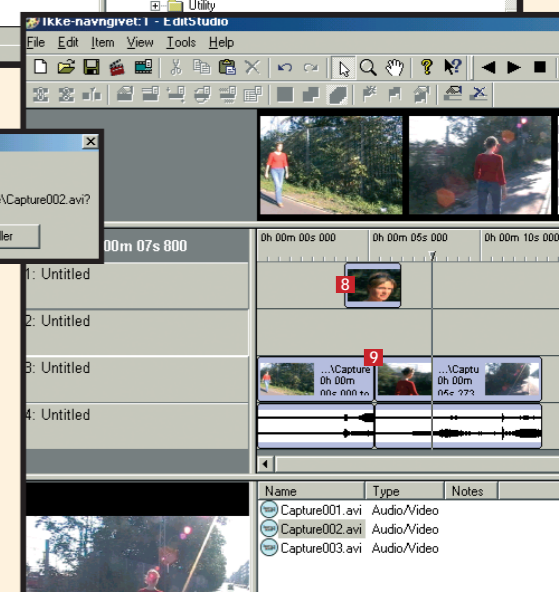 Utility
Ikke-navngivet:1 - EditStudio
File Edit Item View Tools Help
\Capture002.avi?
ler
00m 07s 800
0h 00m 00s 000 0h 00m 05s 000 0h 00m 10s 000
1: Untitled
8
2: Untitled
9
3: Untitled
...\Capture
0h 00m
00s 000 to
...\Captu
0h 00m
05s 273
4: Untitled
Name Type Notes
Capture001.avi Audio/Video
Capture002.avi Audio/Video
Capture003.avi Audio/Video